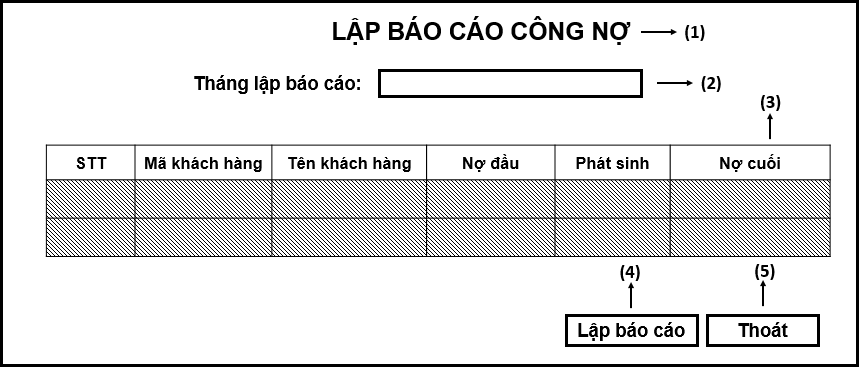 LẬP BÁO CÁO CÔNG NỢ (1)
Tháng lập báo cáo: (2)
(3)
STT Mã khách hàng Tên khách hàng Nợ đầu Phát sinh Nợ cuối
(4) (5)
Lập báo cáo Thoát